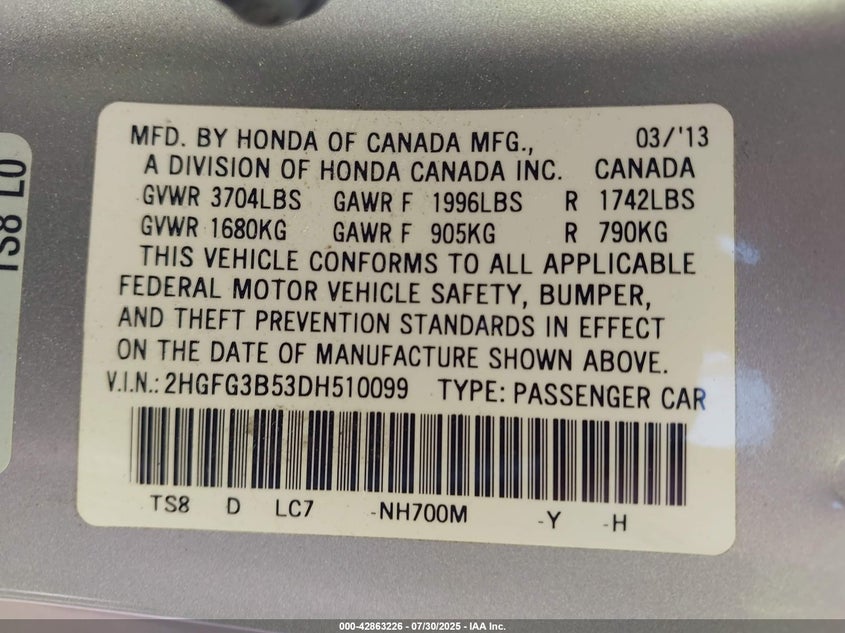 MFD. BY HONDA OF CANADA MFG., 03/'13
A DIVISION OF HONDA CANADA INC. CANADA
GVWR 3704LBS GAWR F 1996LBS R 1742LBS
GVWR 1680KG GAWR F 905KG R 790KG
THIS VEHICLE CONFORMS TO ALL APPLICABLE
FEDERAL MOTOR VEHICLE SAFETY, BUMPER,
AND THEFT PREVENTION STANDARDS IN EFFECT
ON THE DATE OF MANUFACTURE SHOWN ABOVE.
V.I.N.: 2HGFG3B53DH510099 TYPE: PASSENGER CAR
TS8 D LC7 -NH700M -Y -H
TS8 L0
000-42863226 - 07/30/2025 - IAA Inc.